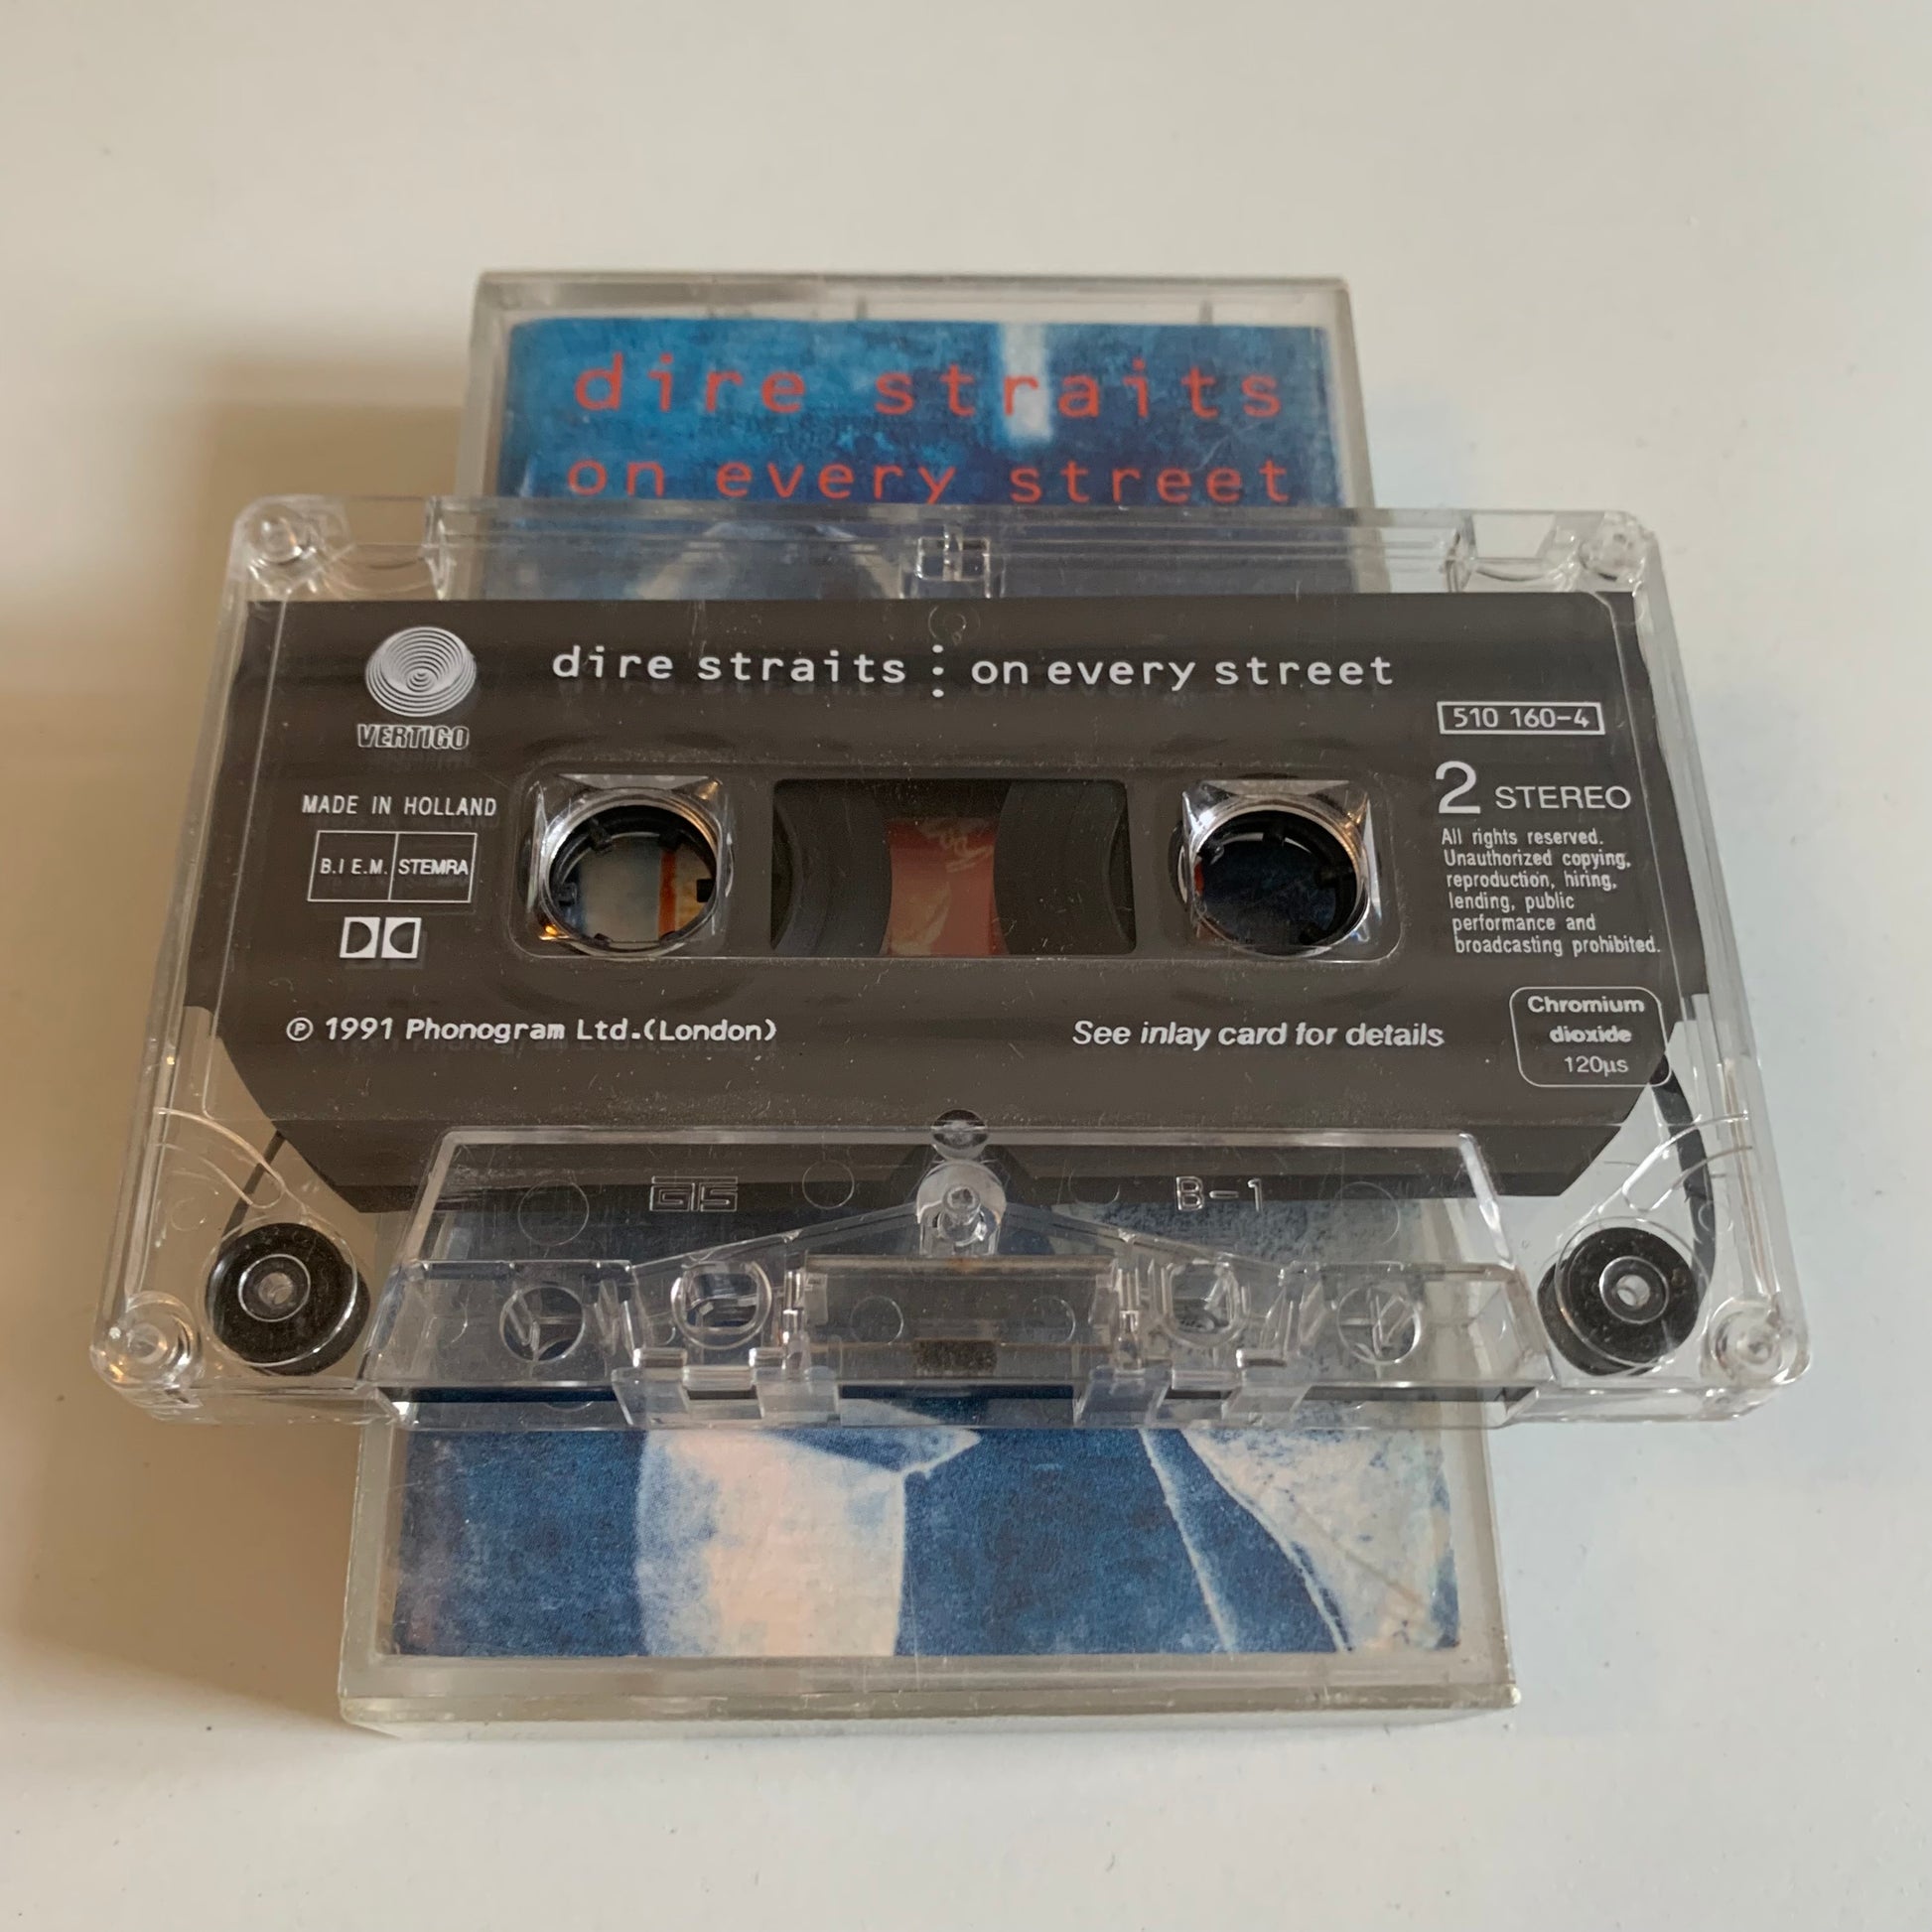 dire straits
on every street
dire straits : on every street
VERTIGO
510 160-4
MADE IN HOLLAND
2 STEREO
B.I E.M. STEMRA
All rights reserved.
Unauthorized copying,
reproduction, hiring,
lending, public
performance and
broadcasting prohibited.
℗ 1991 Phonogram Ltd.(London)
See inlay card for details
Chromium
dioxide
120µs
B-1